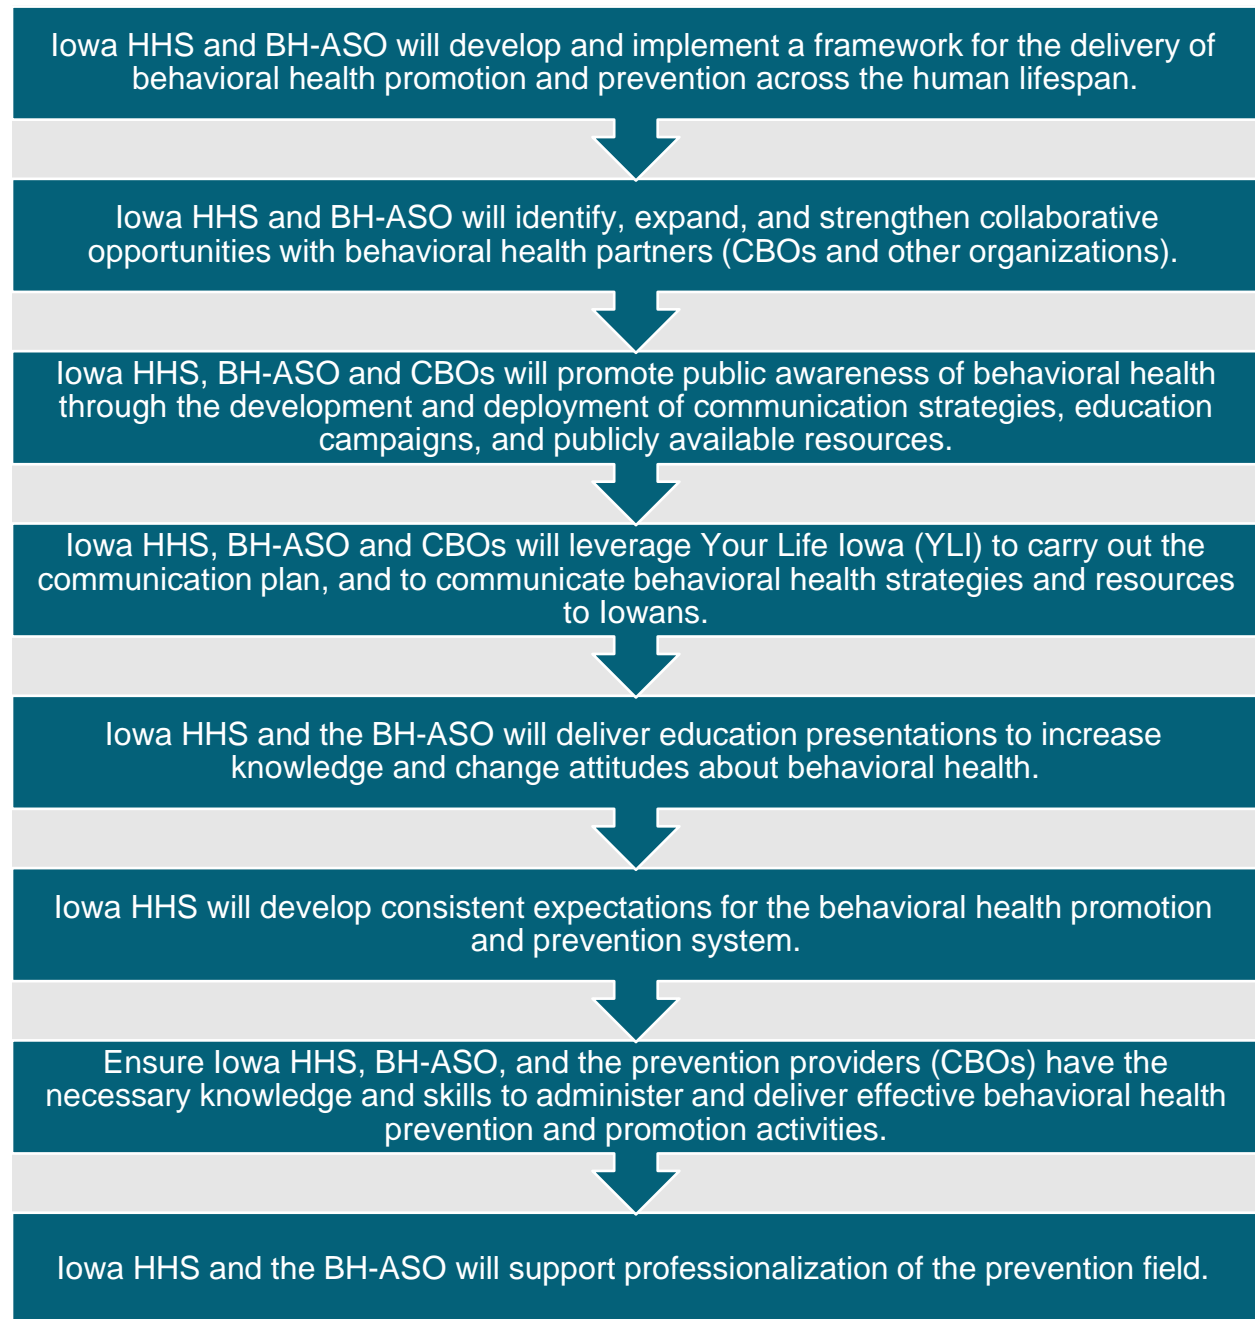 Iowa HHS and BH-ASO will develop and implement a framework for the delivery of
behavioral health promotion and prevention across the human lifespan.
Iowa HHS and BH-ASO will identify, expand, and strengthen collaborative
opportunities with behavioral health partners (CBOs and other organizations).
Iowa HHS, BH-ASO and CBOs will promote public awareness of behavioral health
through the development and deployment of communication strategies, education
campaigns, and publicly available resources.
Iowa HHS, BH-ASO and CBOs will leverage Your Life Iowa (YLI) to carry out the
communication plan, and to communicate behavioral health strategies and resources
to Iowans.
Iowa HHS and the BH-ASO will deliver education presentations to increase
knowledge and change attitudes about behavioral health.
Iowa HHS will develop consistent expectations for the behavioral health promotion
and prevention system.
Ensure Iowa HHS, BH-ASO, and the prevention providers (CBOs) have the
necessary knowledge and skills to administer and deliver effective behavioral health
prevention and promotion activities.
Iowa HHS and the BH-ASO will support professionalization of the prevention field.